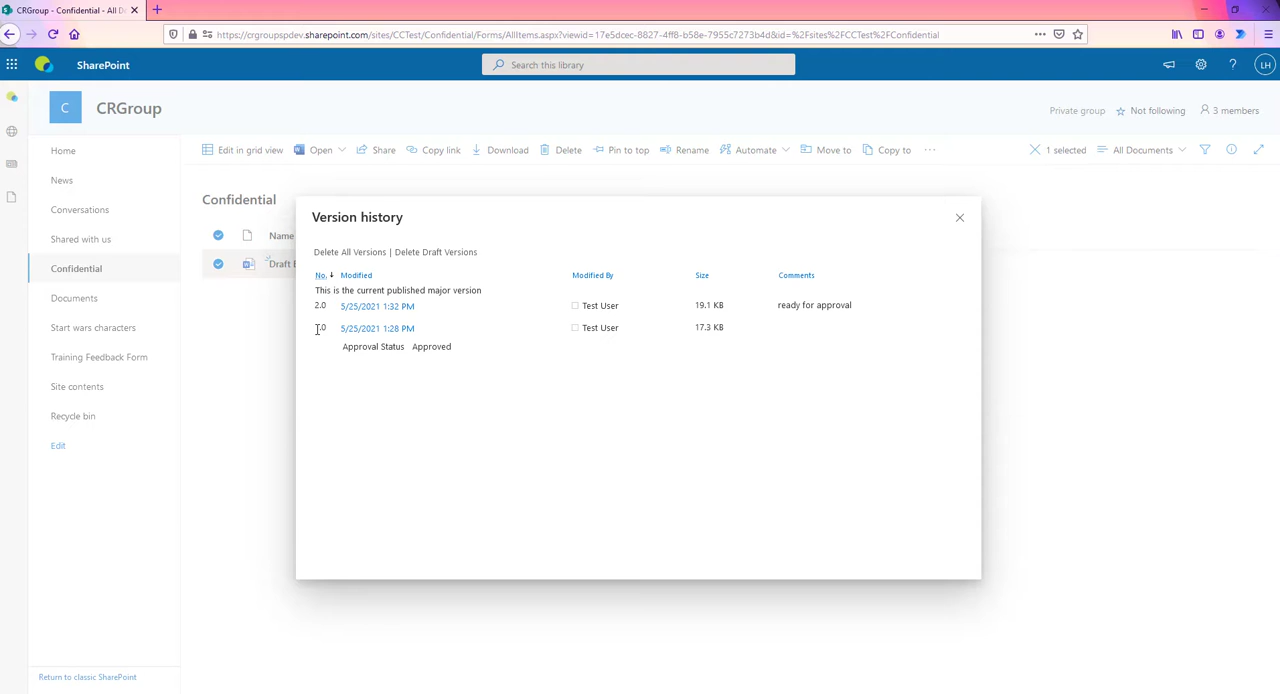 CRGroup - Confidential - All D
https://crgroupspdev.sharepoint.com/sites/CCTest/Confidential/Forms/AllItems.aspx?viewid=17e5dcec-8827-4ff8-b58e-7955c7273b4d&id=%2Fsites%2FCCTest%2FConfidential
SharePoint
Search this library
? LH
C CRGroup
Private group Not following 3 members
Home
Edit in grid view Open Share Copy link Download Delete Pin to top Rename Automate Move to Copy to ··· 1 selected All Documents
News
Conversations
Shared with us
Confidential
Documents
Start wars characters
Training Feedback Form
Site contents
Recycle bin
Edit
Return to classic SharePoint
Confidential
Name
Draft
Version history
Delete All Versions | Delete Draft Versions
No. Modified Modified By Size Comments
This is the current published major version
2.0 5/25/2021 1:32 PM Test User 19.1 KB ready for approval
5/25/2021 1:28 PM Test User 17.3 KB
Approval Status Approved